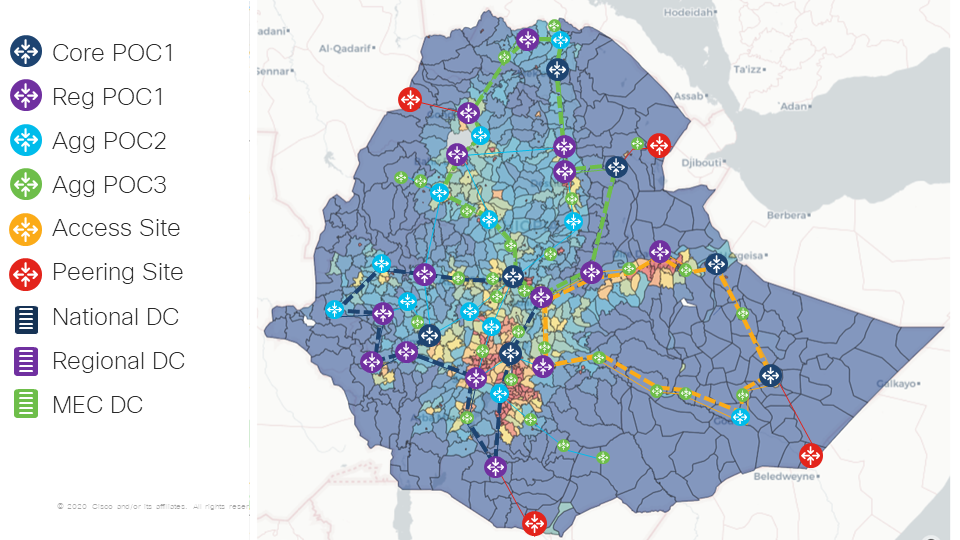 Core POC1
Reg POC1
Agg POC2
Agg POC3
Access Site
Peering Site
National DC
Regional DC
MEC DC
© 2020 Cisco and/or its affiliates. All rights reser
Hodeidah
adani
Al-Qadarif
Sennar
Ta'izz
Assab
Adan
Djibouti
Berbera
geisa
Galkayo
Beledweyne